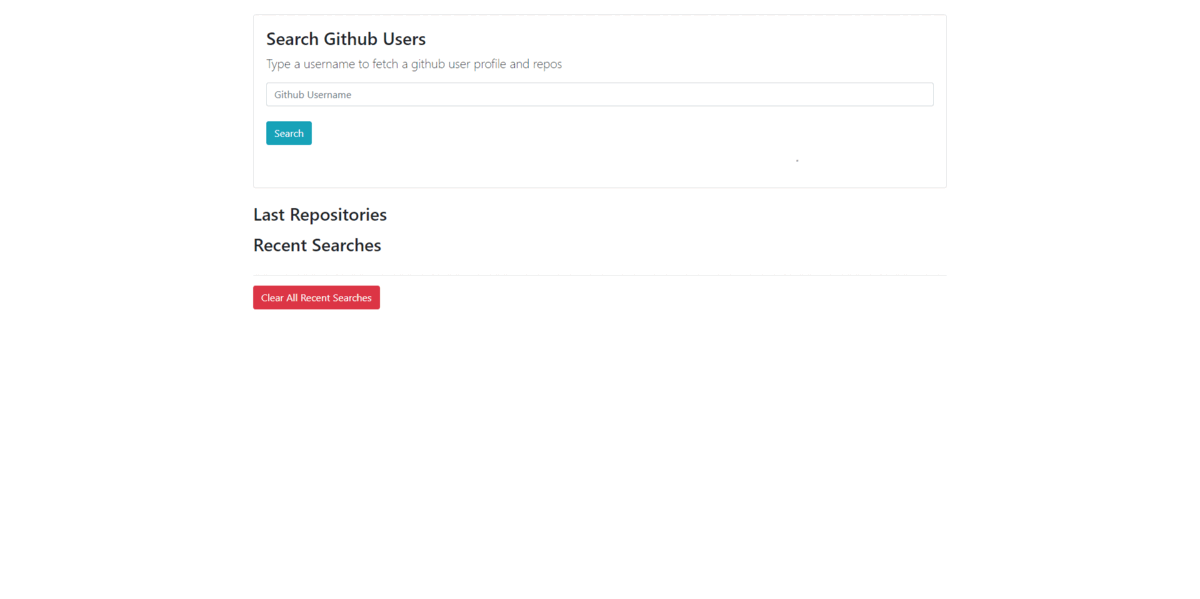 Search Github Users
Type a username to fetch a github user profile and repos
Github Username
Search
Last Repositories
Recent Searches
Clear All Recent Searches